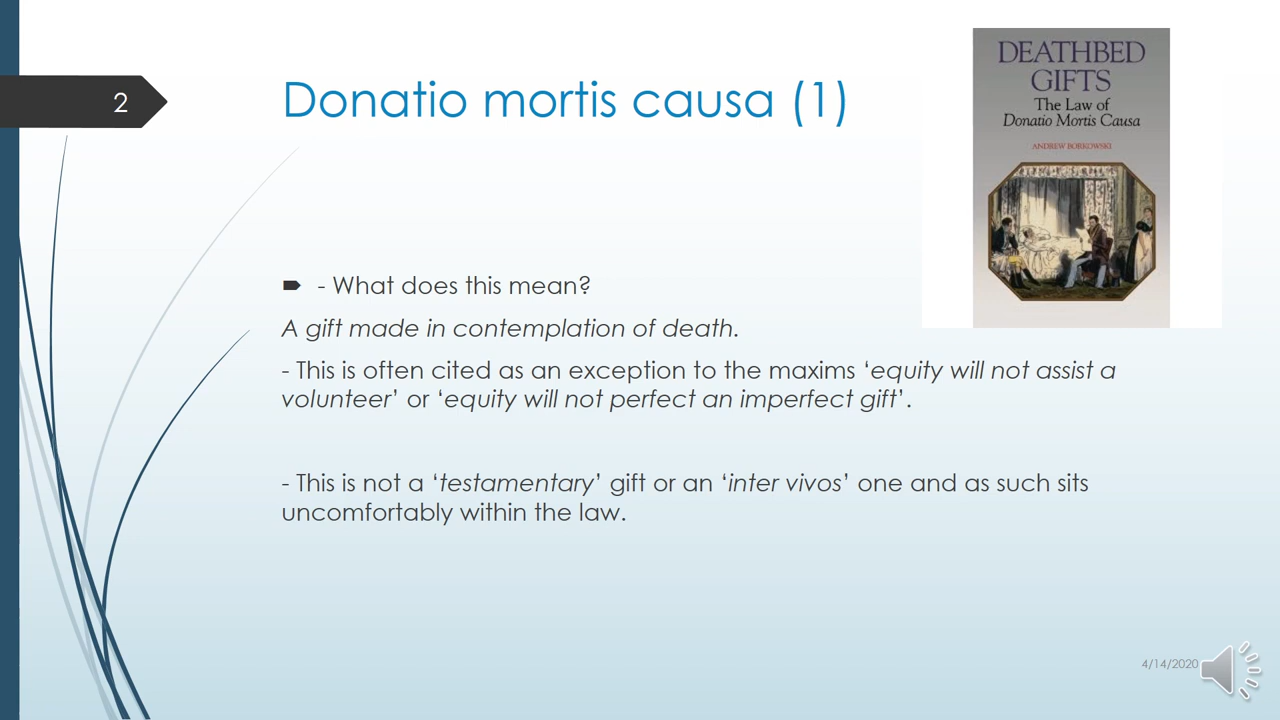 2
Donatio mortis causa (1)
DEATHBED
GIFTS
The Law of
Donatio Mortis Causa
ANDREW BORKOWSKI
- What does this mean?
A gift made in contemplation of death.
- This is often cited as an exception to the maxims ‘equity will not assist a
volunteer’ or ‘equity will not perfect an imperfect gift’.
- This is not a ‘testamentary’ gift or an ‘inter vivos’ one and as such sits
uncomfortably within the law.
4/14/2020